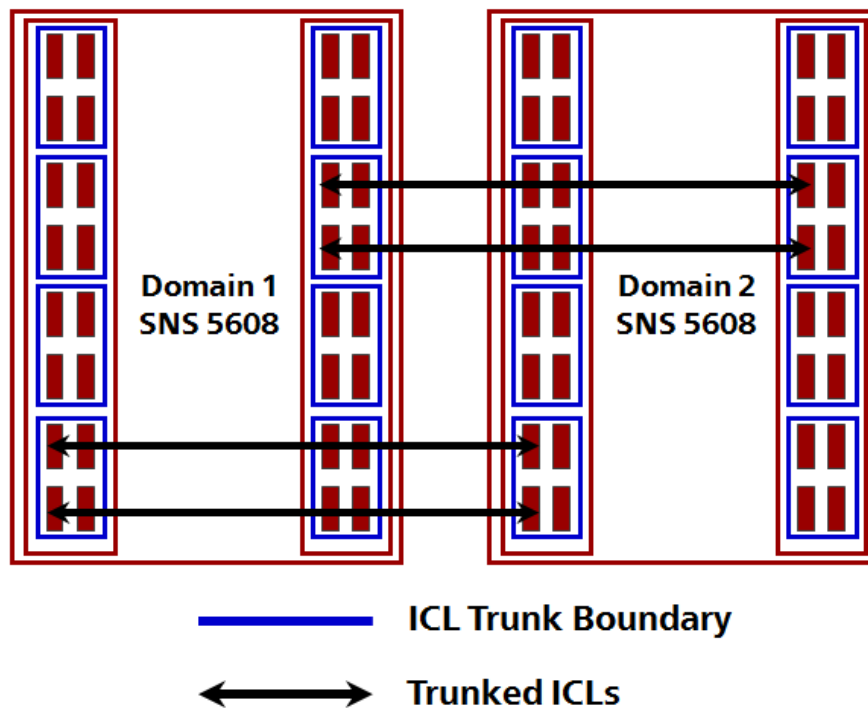 Domain 1
SNS 5608
Domain 2
SNS 5608
ICL Trunk Boundary
Trunked ICLs